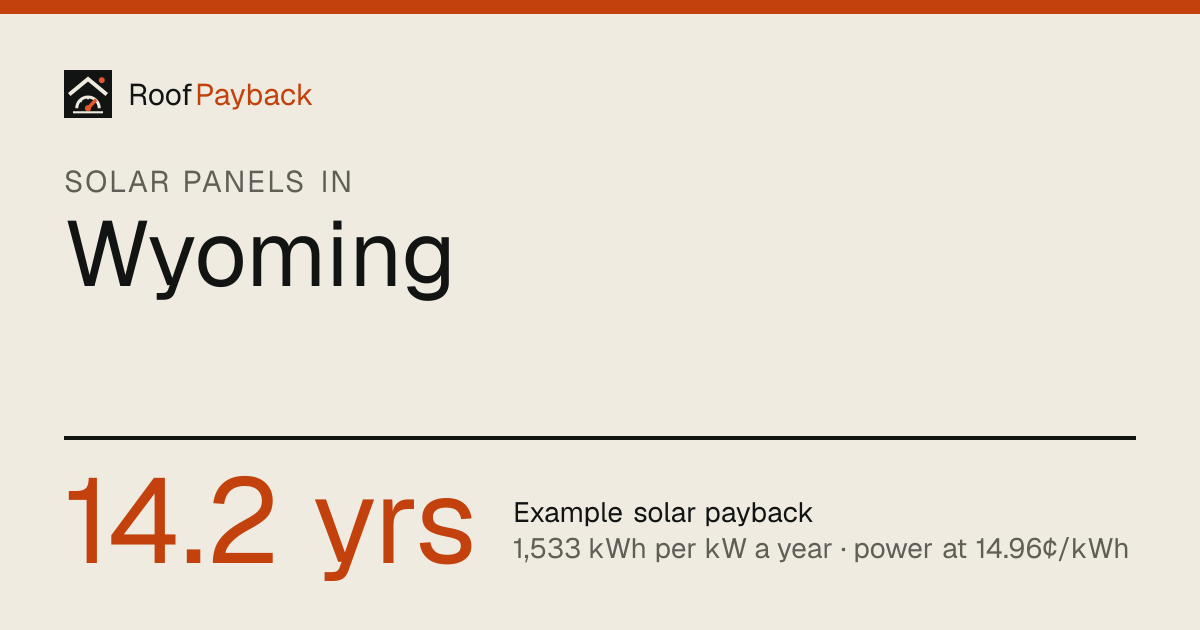 RoofPayback
SOLAR PANELS IN
Wyoming
14.2 yrs
Example solar payback
1,533 kWh per kW a year · power at 14.96¢/kWh